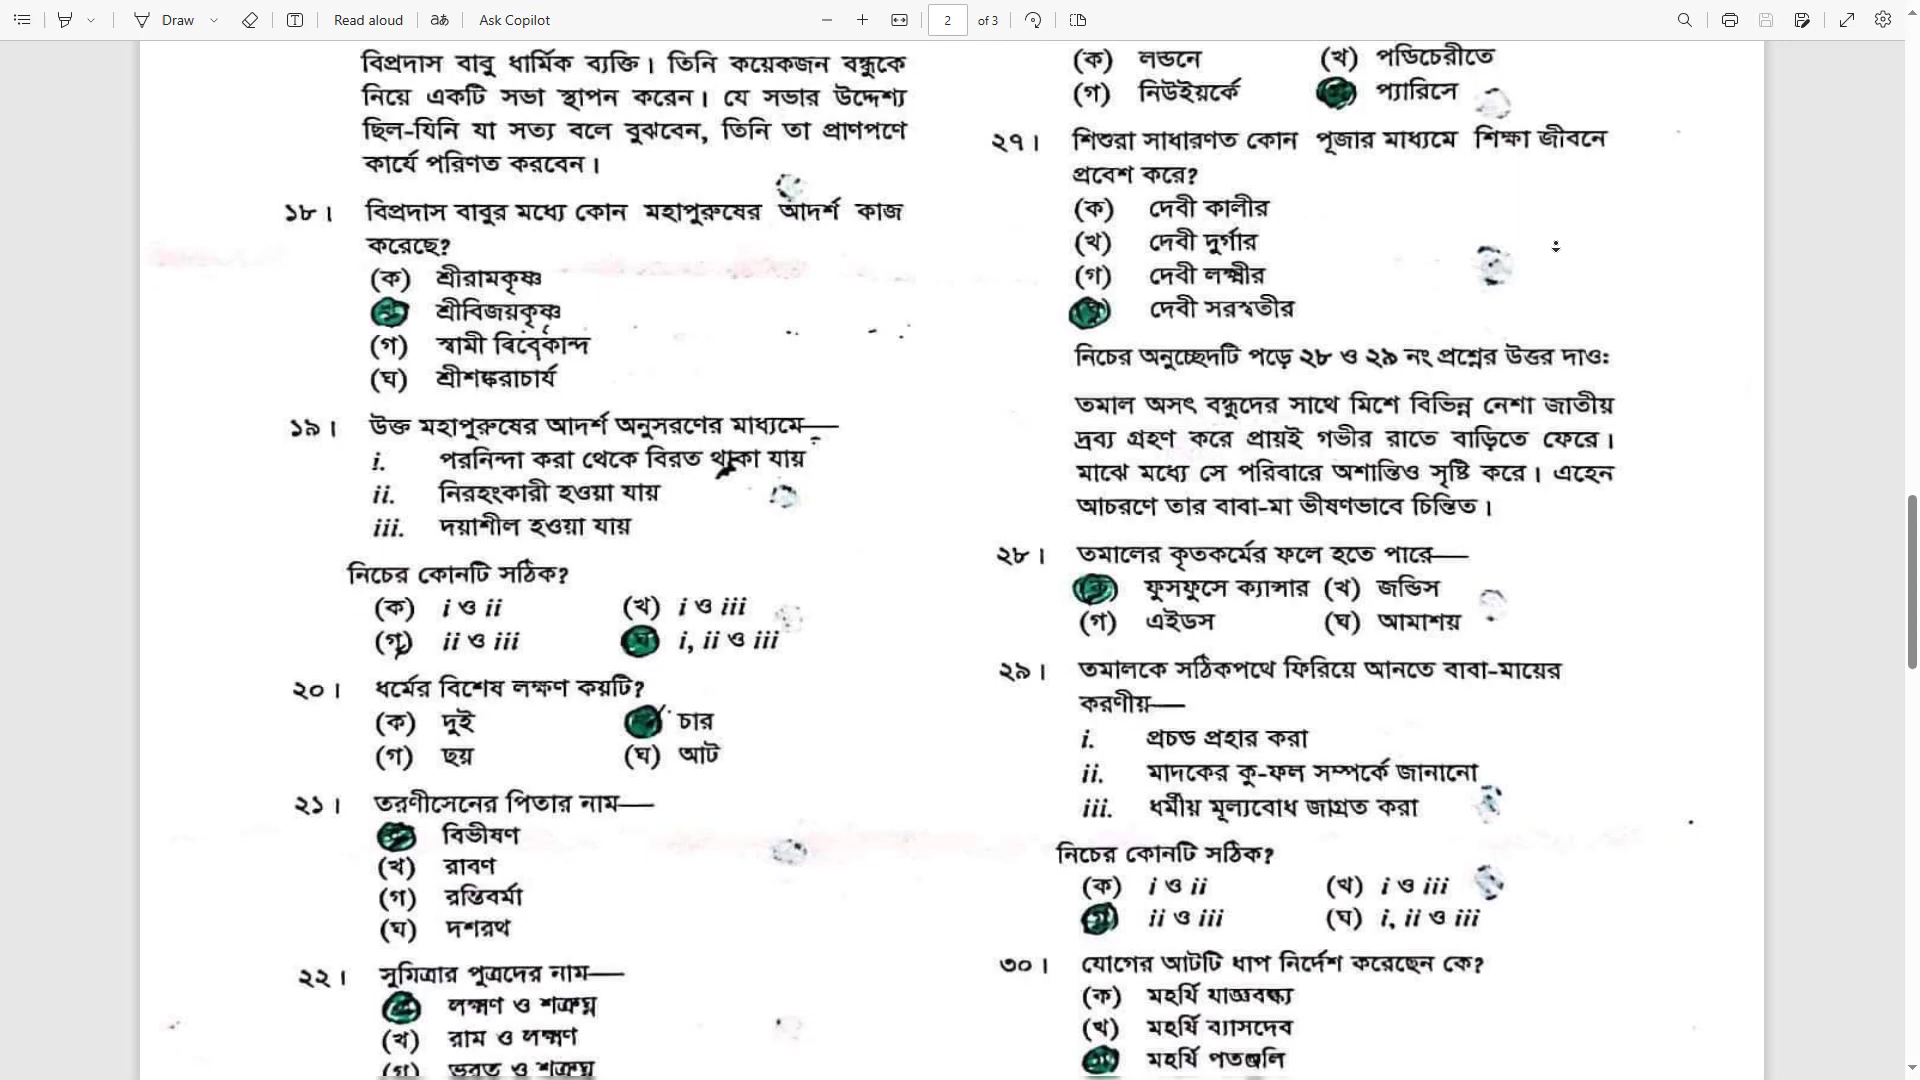 Draw
Read aloud
aあ
Ask Copilot
2
of 3
বিপ্রদাস বাবু ধার্মিক ব্যক্তি। তিনি কয়েকজন বন্ধুকে
নিয়ে একটি সভা স্থাপন করেন। যে সভার উদ্দেশ্য
ছিল-যিনি যা সত্য বলে বুঝবেন, তিনি তা প্রাণপণে
কার্যে পরিণত করবেন।
১৮। বিপ্রদাস বাবুর মধ্যে কোন মহাপুরুষের আদর্শ কাজ
করেছে?
(ক) শ্রীরামকৃষ্ণ
শ্রীবিজয়কৃষ্ণ
(গ) স্বামী বিবেকান্দ
(ঘ) শ্রীশঙ্করাচার্য
১৯। উক্ত মহাপুরুষের আদর্শ অনুসরণের মাধ্যমে—
i. পরনিন্দা করা থেকে বিরত থাকা যায়
ii. নিরহংকারী হওয়া যায়
iii. দয়াশীল হওয়া যায়
নিচের কোনটি সঠিক?
(ক) i ও ii (খ) i ও iii
(গ) ii ও iii (ঘ) i, ii ও iii
২০। ধর্মের বিশেষ লক্ষণ কয়টি?
(ক) দুই চার
(গ) ছয় (ঘ) আট
২১। তরণীসেনের পিতার নাম—
বিভীষণ
(খ) রাবণ
(গ) রন্তিবর্মা
(ঘ) দশরথ
২২। সুমিত্রার পুত্রদের নাম—
লক্ষ্মণ ও শত্রুঘ্ন
(খ) রাম ও লক্ষ্মণ
(গ) ভরত ও শত্রুঘ্ন
(ক) লন্ডনে (খ) পন্ডিচেরীতে
(গ) নিউইয়র্কে প্যারিসে
২৭। শিশুরা সাধারণত কোন পূজার মাধ্যমে শিক্ষা জীবনে
প্রবেশ করে?
(ক) দেবী কালীর
(খ) দেবী দুর্গার
(গ) দেবী লক্ষ্মীর
দেবী সরস্বতীর
নিচের অনুচ্ছেদটি পড়ে ২৮ ও ২৯ নং প্রশ্নের উত্তর দাও:
তমাল অসৎ বন্ধুদের সাথে মিশে বিভিন্ন নেশা জাতীয়
দ্রব্য গ্রহণ করে প্রায়ই গভীর রাতে বাড়িতে ফেরে।
মাঝে মধ্যে সে পরিবারে অশান্তিও সৃষ্টি করে। এহেন
আচরণে তার বাবা-মা ভীষণভাবে চিন্তিত।
২৮। তমালের কৃতকর্মের ফলে হতে পারে—
(ক) ফুসফুসে ক্যান্সার (খ) জন্ডিস
(গ) এইডস (ঘ) আমাশয়
২৯। তমালকে সঠিকপথে ফিরিয়ে আনতে বাবা-মায়ের
করণীয়—
i. প্রচন্ড প্রহার করা
ii. মাদকের কু-ফল সম্পর্কে জানানো
iii. ধর্মীয় মূল্যবোধ জাগ্রত করা
নিচের কোনটি সঠিক?
(ক) i ও ii (খ) i ও iii
(গ) ii ও iii (ঘ) i, ii ও iii
৩০। যোগের আটটি ধাপ নির্দেশ করেছেন কে?
(ক) মহর্ষি যাজ্ঞবল্ক্য
(খ) মহর্ষি ব্যাসদেব
মহর্ষি পতঞ্জলি